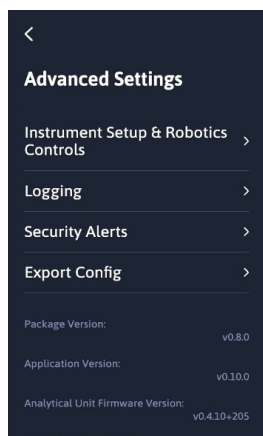 Advanced Settings
Instrument Setup & Robotics
Controls
Logging
Security Alerts
Export Config
Package Version:
v0.8.0
Application Version:
v0.10.0
Analytical Unit Firmware Version:
v0.4.10+205